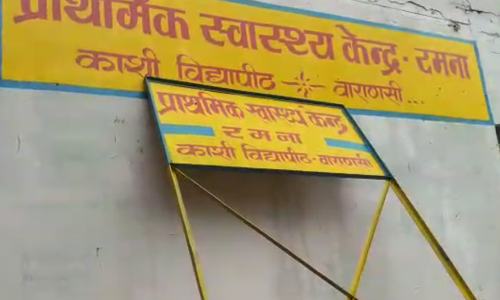 प्राथमिक स्वास्थ्य केन्द्र· रमना
काशी विद्यापीठ वाराणसी...
प्राथमिक स्वास्थ्य केन्द्र
रमना
काशी विद्यापीठ·वाराणसी